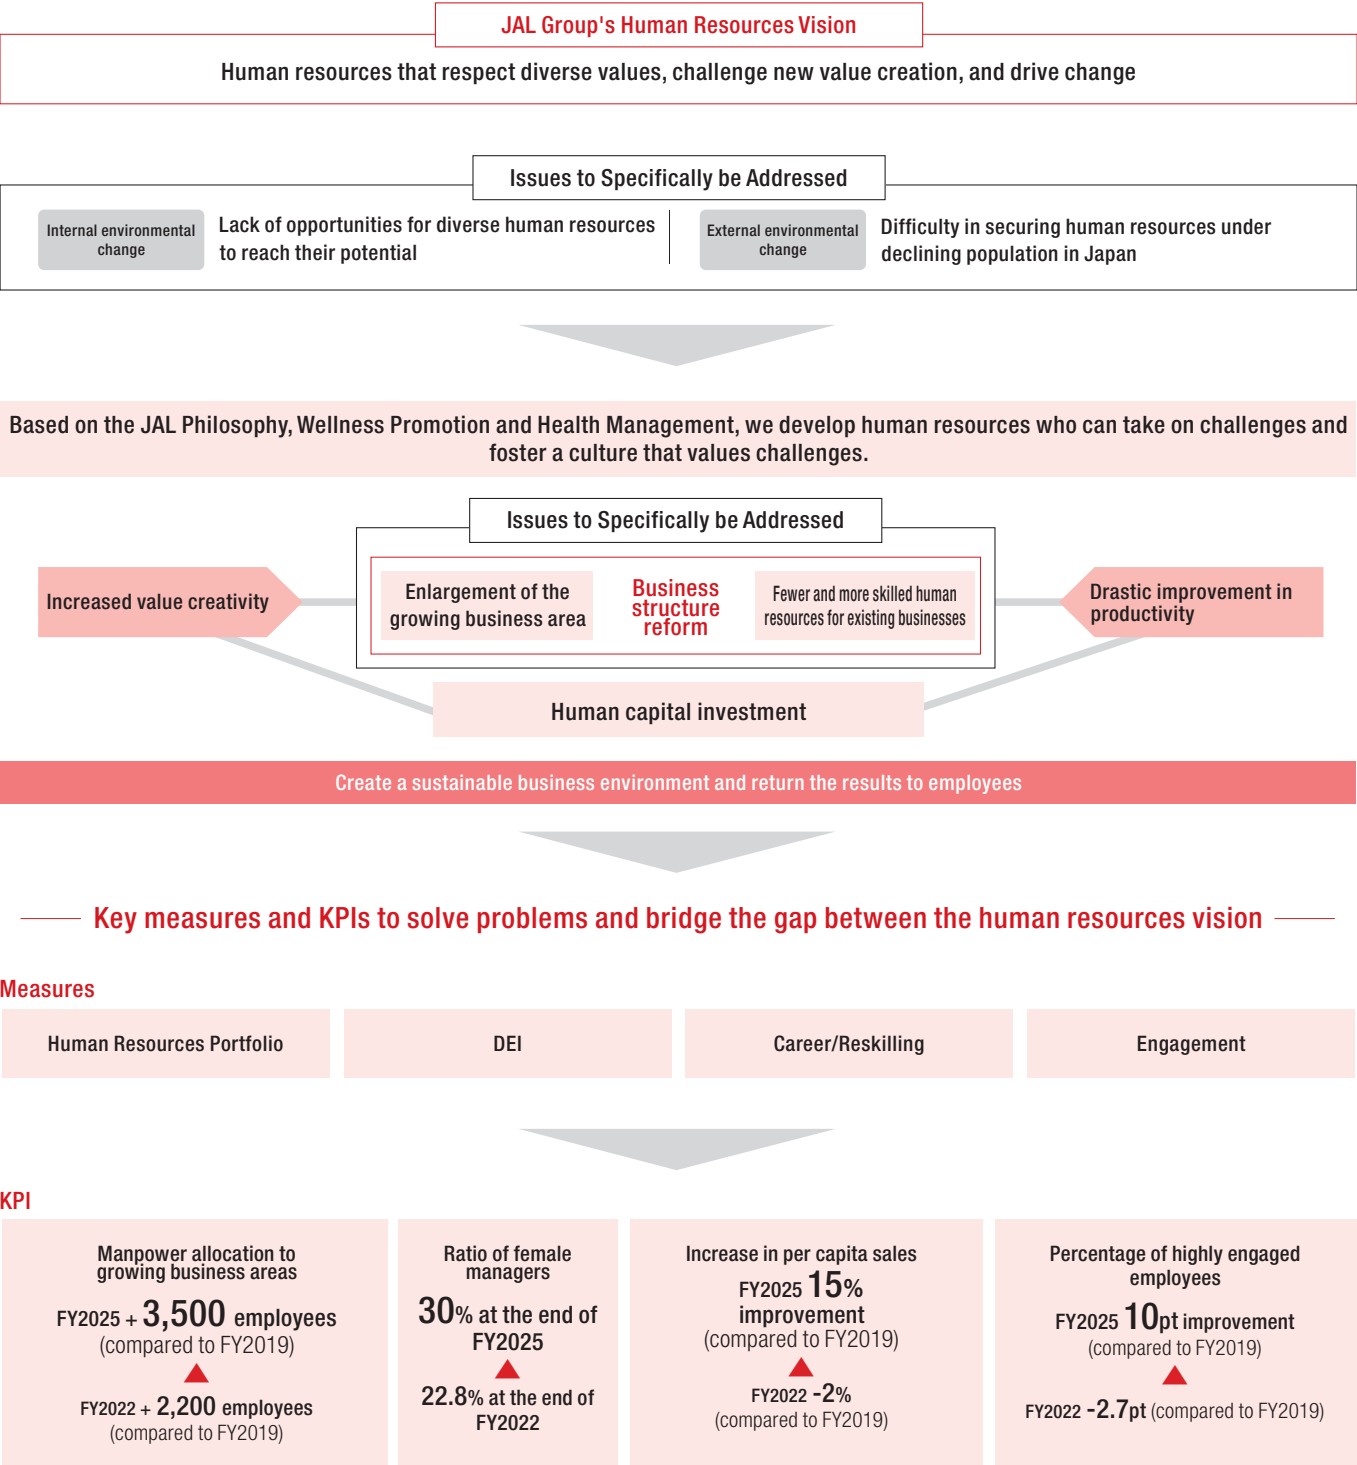 JAL Group's Human Resources Vision
Human resources that respect diverse values, challenge new value creation, and drive change
Issues to Specifically be Addressed
Internal environmental
change
Lack of opportunities for diverse human resources
to reach their potential
External environmental
change
Difficulty in securing human resources under
declining population in Japan
Based on the JAL Philosophy, Wellness Promotion and Health Management, we develop human resources who can take on challenges and
foster a culture that values challenges.
Issues to Specifically be Addressed
Increased value creativity
Enlargement of the
growing business area
Business
structure
reform
Fewer and more skilled human
resources for existing businesses
Drastic improvement in
productivity
Human capital investment
Create a sustainable business environment and return the results to employees
Key measures and KPIs to solve problems and bridge the gap between the human resources vision
Measures
Human Resources Portfolio
DEI
Career/Reskilling
Engagement
KPI
Manpower allocation to
growing business areas
FY2025 + 3,500 employees
(compared to FY2019)
FY2022 + 2,200 employees
(compared to FY2019)
Ratio of female
managers
30% at the end of
FY2025
22.8% at the end of
FY2022
Increase in per capita sales
FY2025 15%
improvement
(compared to FY2019)
FY2022 -2%
(compared to FY2019)
Percentage of highly engaged
employees
FY2025 10pt improvement
(compared to FY2019)
FY2022 -2.7pt (compared to FY2019)